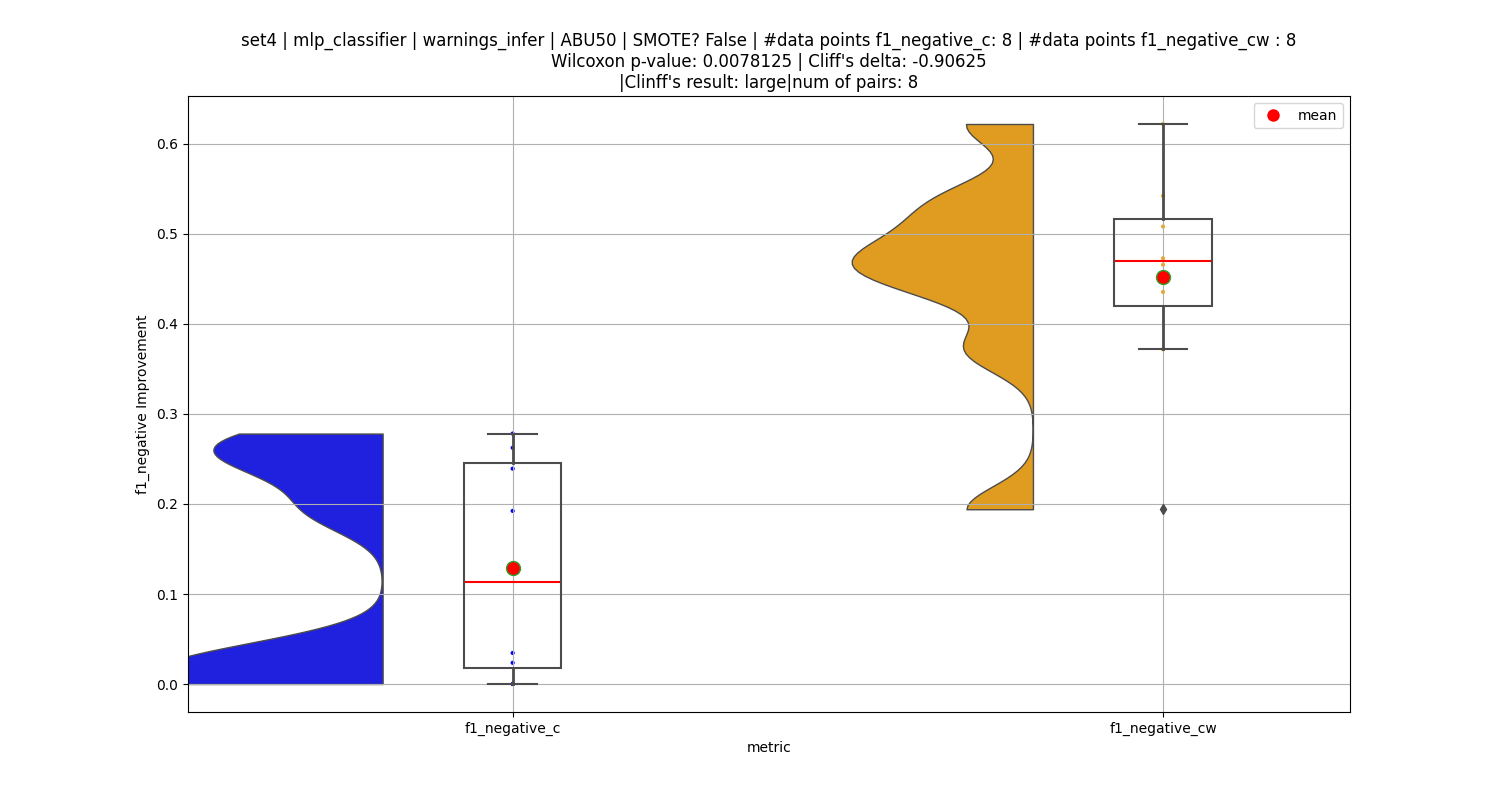 set4 | mlp_classifier | warnings_infer | ABU50 | SMOTE? False | #data points f1_negative_c: 8 | #data points f1_negative_cw : 8
Wilcoxon p-value: 0.0078125 | Cliff's delta: -0.90625
|Clinff's result: large|num of pairs: 8
mean
0.6
0.5
0.4
0.3
0.2
0.1
0.0
f1_negative Improvement
f1_negative_c
f1_negative_cw
metric